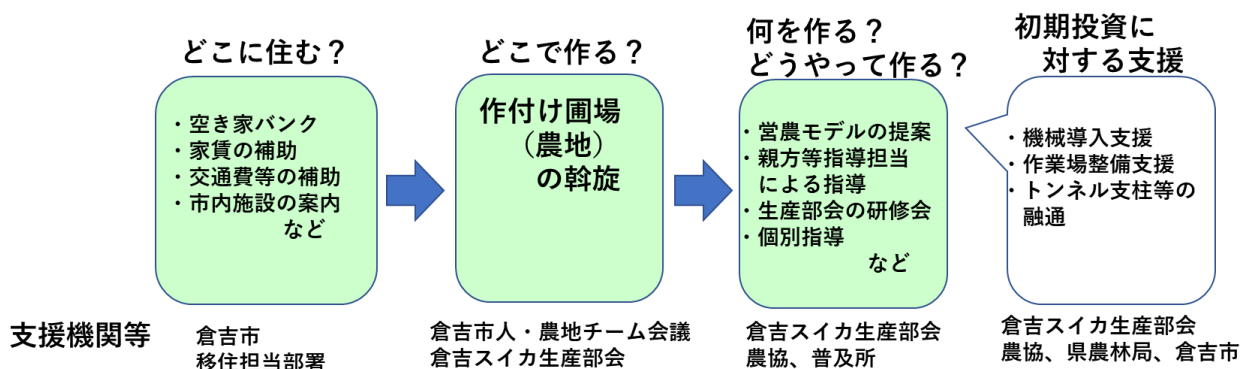 どこに住む？
・空き家バンク
・家賃の補助
・交通費等の補助
・市内施設の案内
など
どこで作る？
作付け圃場
（農地）
の斡旋
何を作る？
どうやって作る？
・営農モデルの提案
・親方等指導担当
による指導
・生産部会の研修会
・個別指導
など
初期投資に
対する支援
・機械導入支援
・作業場整備支援
・トンネル支柱等の
融通
支援機関等
倉吉市
移住担当部署
倉吉市人・農地チーム会議
倉吉スイカ生産部会
倉吉スイカ生産部会
農協、普及所
倉吉スイカ生産部会
農協、県農林局、倉吉市